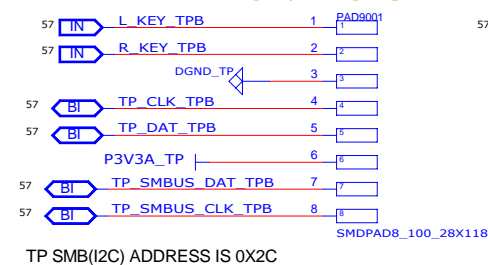 57 IN L_KEY_TPB 1 PAD9001 1 57
57 IN R_KEY_TPB 2 2
DGND_TP 3 3
57 BI TP_CLK_TPB 4 4
57 BI TP_DAT_TPB 5 5
P3V3A_TP 6 6
57 BI TP_SMBUS_DAT_TPB 7 7
57 BI TP_SMBUS_CLK_TPB 8 8
SMDPAD8_100_28X118
TP SMB(I2C) ADDRESS IS 0X2C